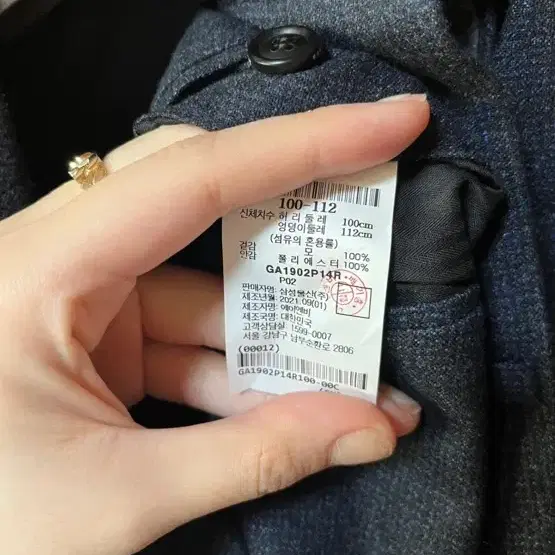 100-112
신체치수 허리둘레 100cm
엉덩이둘레 112cm
(섬유의 혼용률)
겉감 모 100%
안감 폴리에스터 100%
GA1902P14R
P02
판매자명: 삼성물산(주)
제조년월: 2021.09(01)
제조자명: 에이엔비
제조국명: 대한민국
고객상담실: 1599-0007
서울 강남구 남부순환로 2806
(00012)
GA1902P14R100-00C